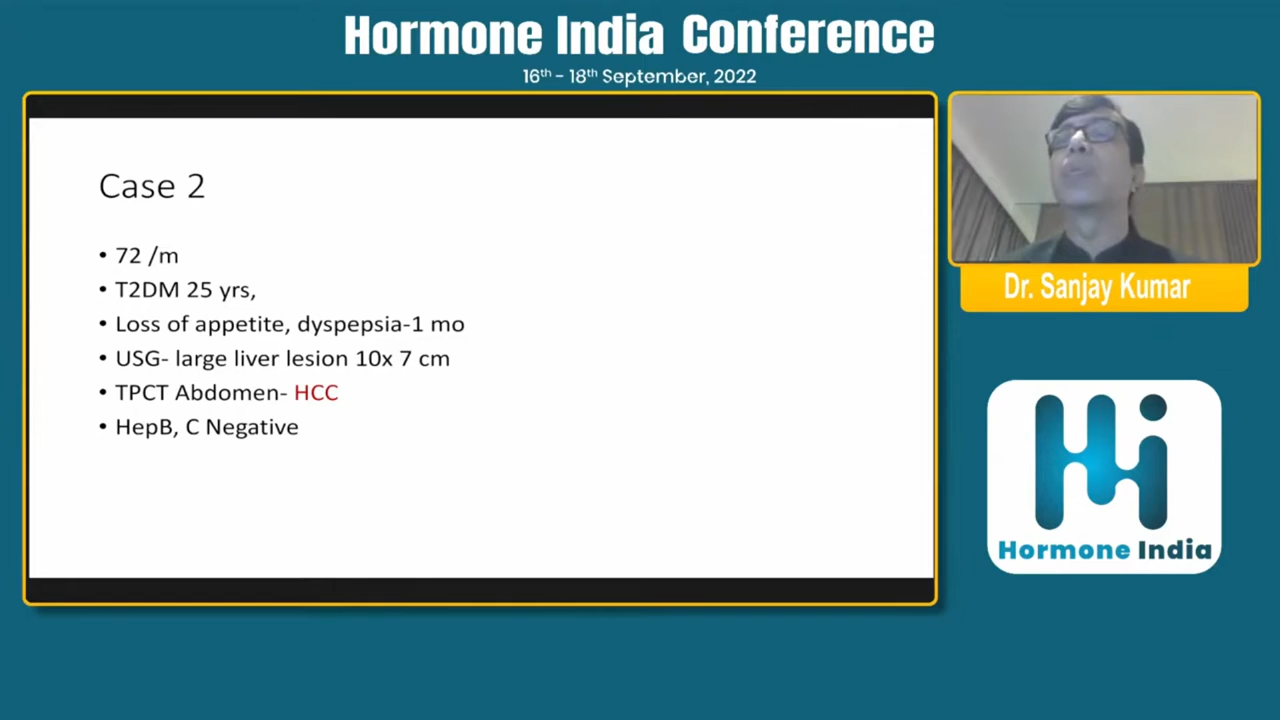 Hormone India Conference
16th - 18th September, 2022
Case 2
• 72 /m
• T2DM 25 yrs,
• Loss of appetite, dyspepsia-1 mo
• USG- large liver lesion 10x 7 cm
• TPCT Abdomen- HCC
• HepB, C Negative
Dr. Sanjay Kumar
Hi
Hormone India